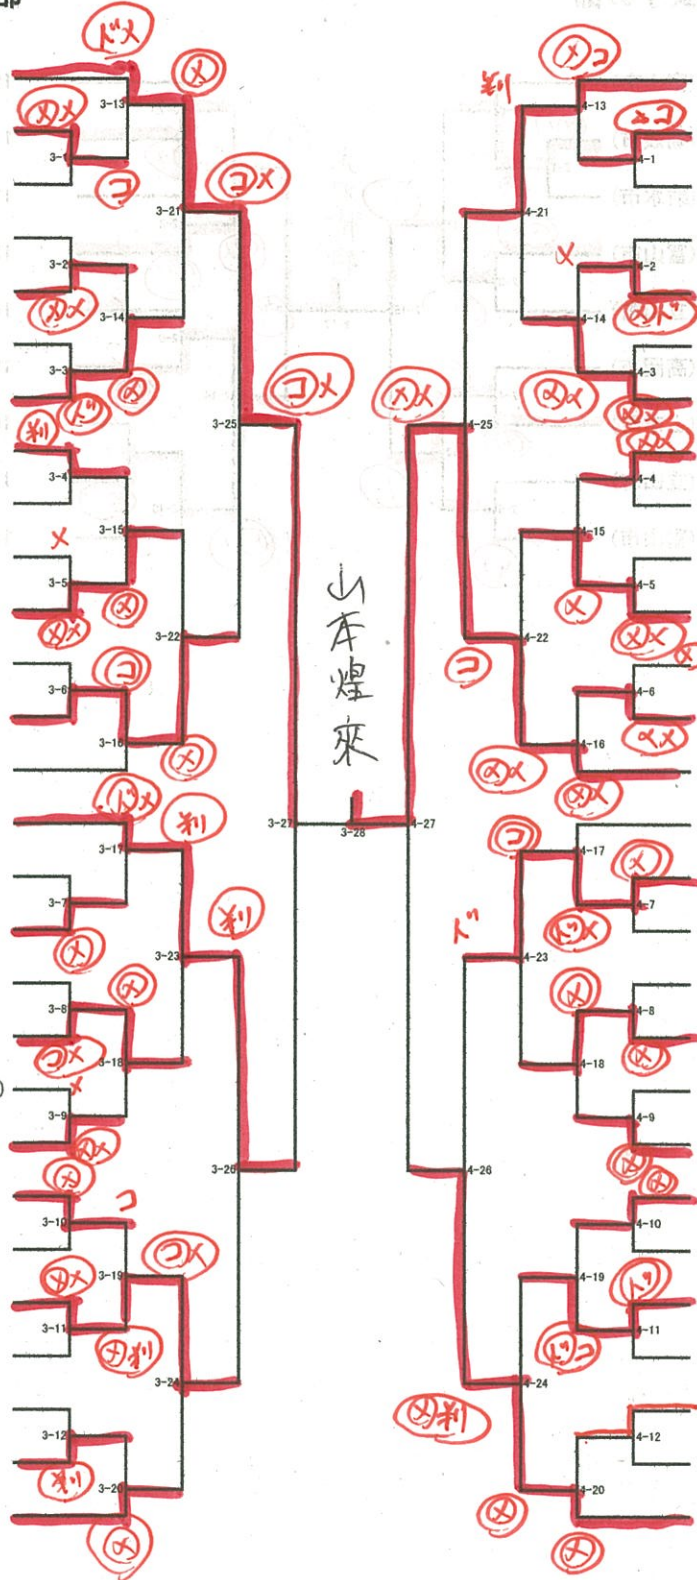 ド メ
メ
メ コ
3-13
判
4-13
メ メ
メ コ
3-1
4-1
コ
コ メ
3-21
4-21
3-2
メ
4-2
メ メ
3-14
4-14
メ ド
3-3
4-3
メ
コ メ
メ メ
メ メ
メ メ
判
ド
3-25
4-25
メ メ
3-4
4-4
3-15
4-15
メ
3-5
4-5
メ メ
メ
メ
メ メ
3-22
4-22
コ
コ
メ
3-6
4-6
3-16
4-16
メ メ
メ
メ メ
メ メ
山本煌來
ド メ
判
3-27
3-28
4-27
コ
3-17
4-17
メ
3-7
4-7
判
ド
ド メ
メ
3-23
4-23
メ
メ
3-8
4-8
コ メ
3-18
4-18
メ
メ
3-9
4-9
メ メ
3-26
4-26
メ
メ
メ
3-10
コ
4-10
コ メ
メ メ
3-19
4-19
ド
3-11
4-11
メ 判
ド コ
3-24
4-24
メ 判
3-12
4-12
判
3-20
4-20
メ
メ
メ